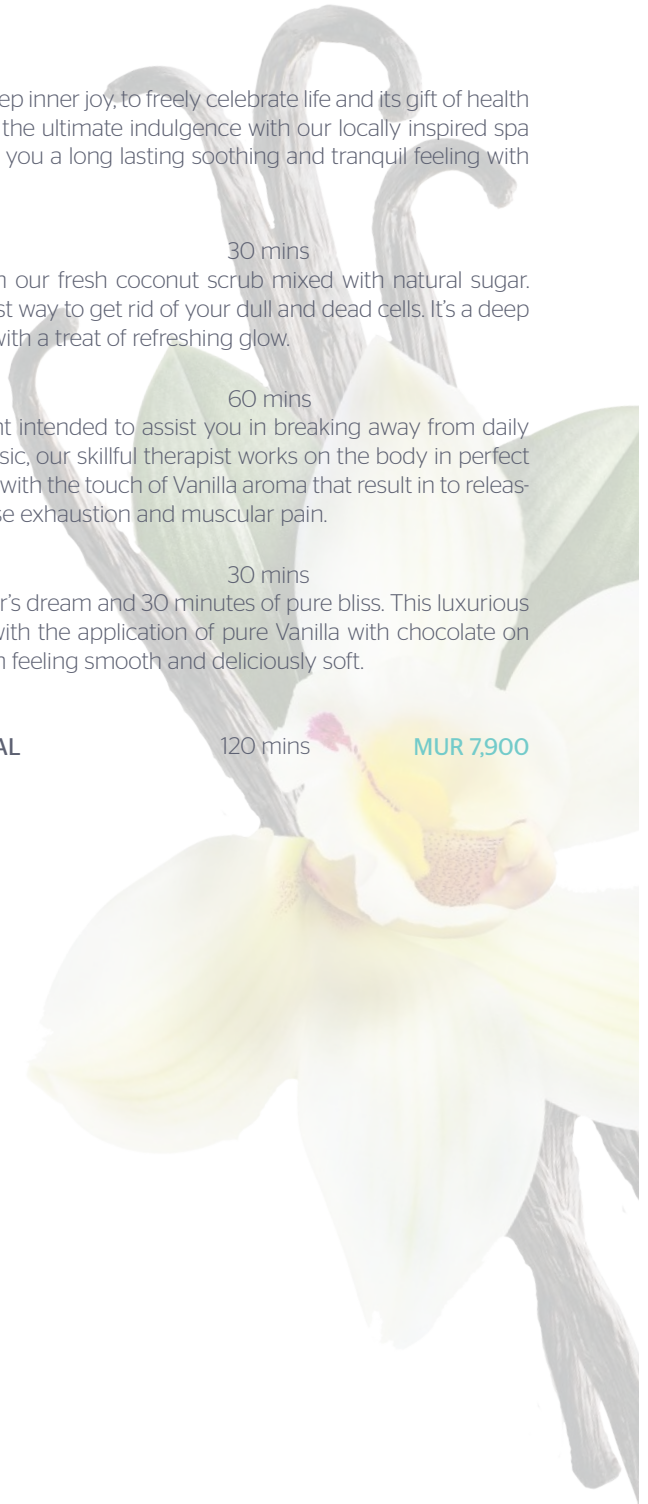 ep inner joy, to freely celebrate life and its gift of health
the ultimate indulgence with our locally inspired spa
you a long lasting soothing and tranquil feeling with
30 mins
our fresh coconut scrub mixed with natural sugar.
st way to get rid of your dull and dead cells. It's a deep
with a treat of refreshing glow.
60 mins
nt intended to assist you in breaking away from daily
sic, our skillful therapist works on the body in perfect
with the touch of Vanilla aroma that result in to releas-
se exhaustion and muscular pain.
30 mins
r's dream and 30 minutes of pure bliss. This luxurious
with the application of pure Vanilla with chocolate on
n feeling smooth and deliciously soft.
AL 120 mins MUR 7,900